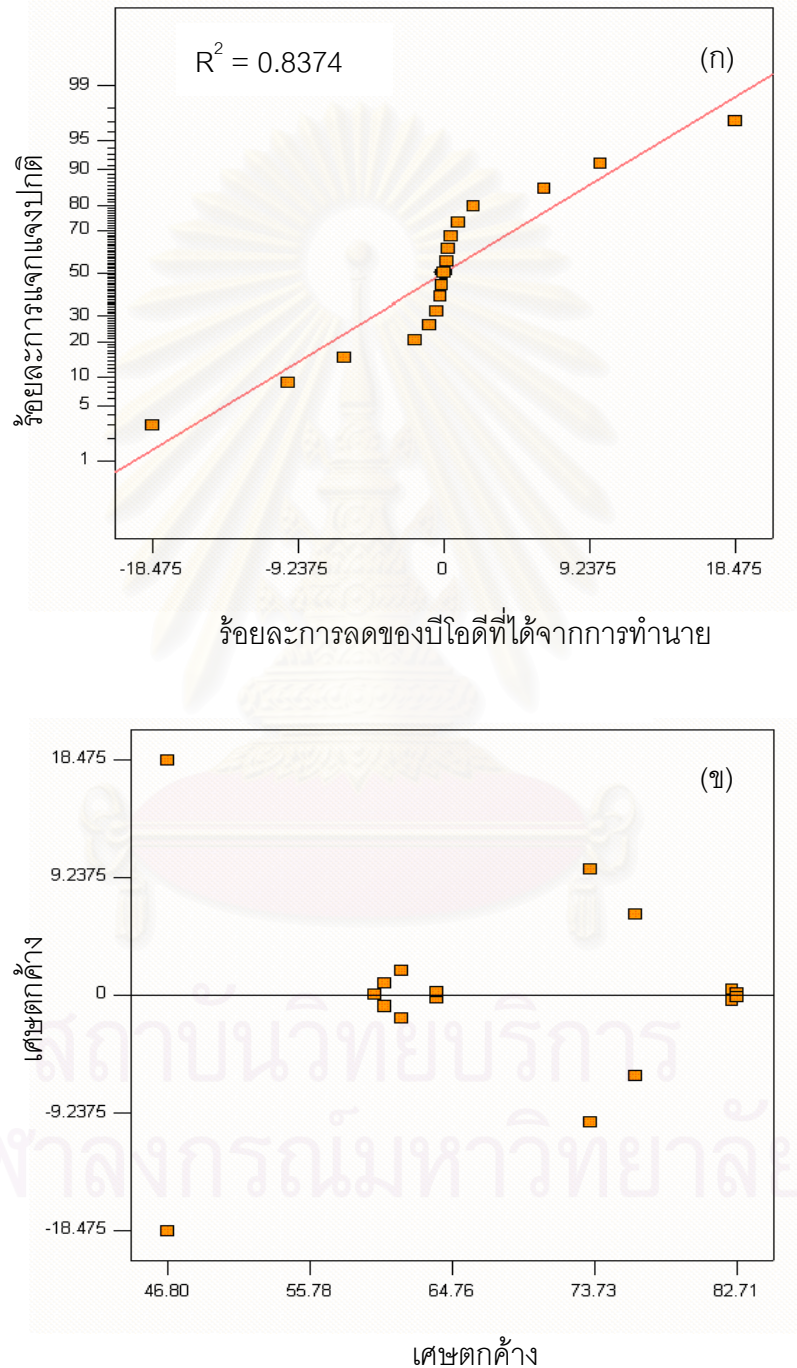 R² = 0.8374
(ก)
ร้อยละการแจกแจงปกติ
99
95
90
80
70
50
30
20
10
5
1
-18.475 -9.2375 0 9.2375 18.475
ร้อยละการลดของบีโอดีที่ได้จากการทำนาย
(ข)
เศษตกค้าง
18.475
9.2375
0
-9.2375
-18.475
46.80 55.78 64.76 73.73 82.71
เศษตกค้าง
สถาบันวิทยบริการ
ฬาลงกรณ์มหาวิทยาลัย